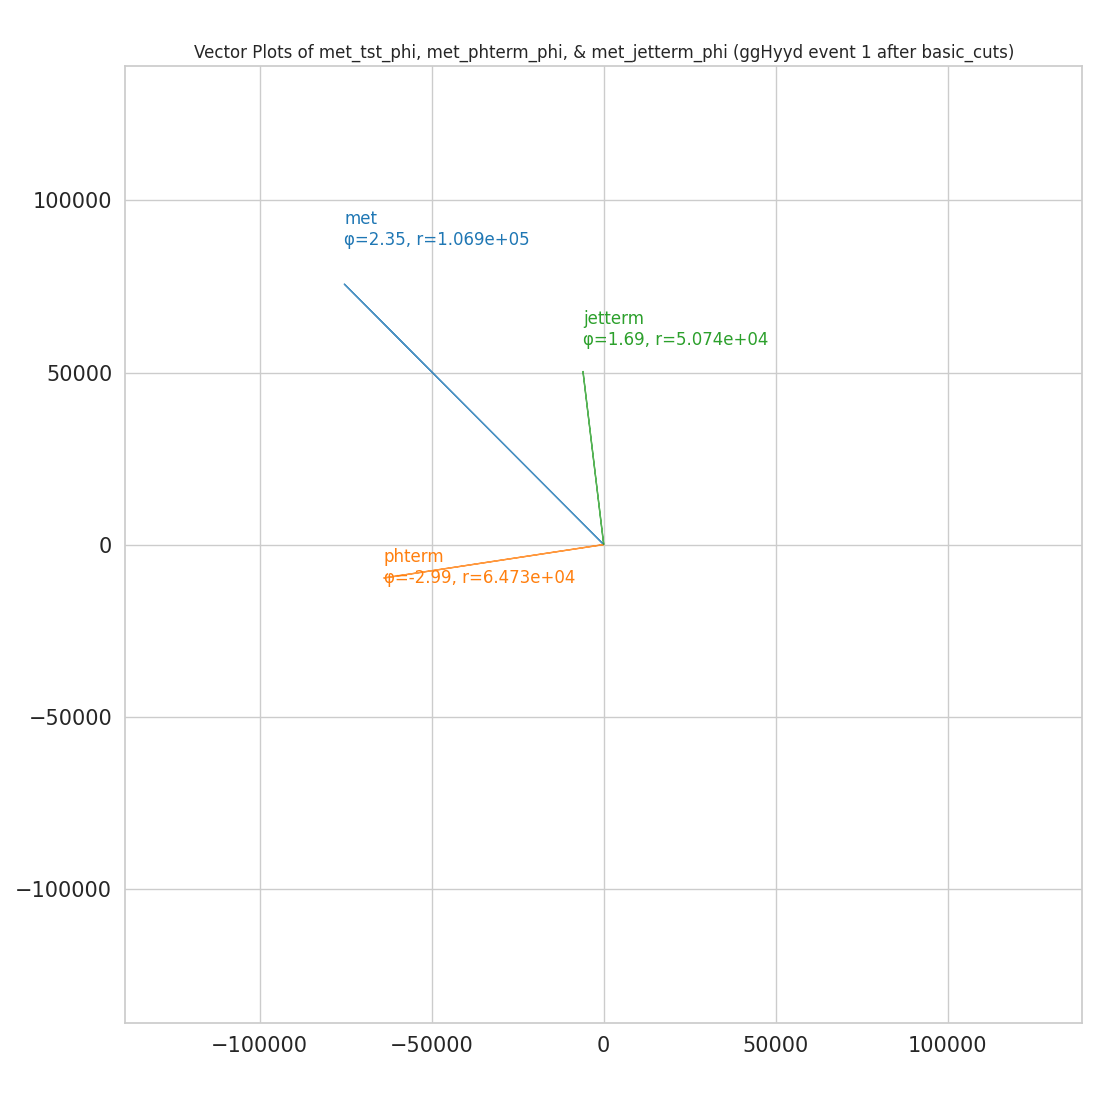 Vector Plots of met_tst_phi, met_phterm_phi, & met_jetterm_phi (ggHyyd event 1 after basic_cuts)
100000
50000
0
−50000
−100000
met
φ=2.35, r=1.069e+05
jetterm
φ=1.69, r=5.074e+04
phterm
φ=-2.99, r=6.473e+04
−100000
−50000
0
50000
100000